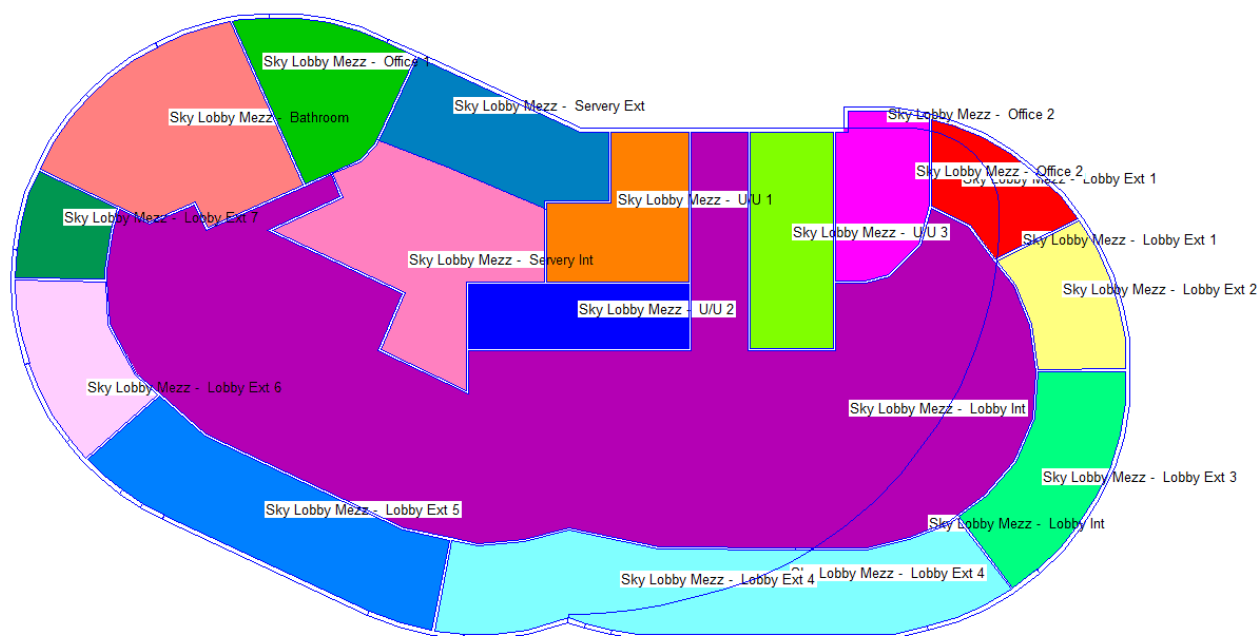 Sky Lobby Mezz - Office 1
Sky Lobby Mezz - Servery Ext
Sky Lobby Mezz - Bathroom
Sky Lobby Mezz - Office 2
Sky Lobby Mezz - Office 2
Sky Lobby Mezz - Lobby Ext 1
Sky Lobby Mezz - U/U 1
Sky Lobby Mezz - Lobby Ext 7
Sky Lobby Mezz - U/U 3
Sky Lobby Mezz - Lobby Ext 1
Sky Lobby Mezz - Servery Int
Sky Lobby Mezz - Lobby Ext 2
Sky Lobby Mezz - U/U 2
Sky Lobby Mezz - Lobby Ext 6
Sky Lobby Mezz - Lobby Int
Sky Lobby Mezz - Lobby Ext 3
Sky Lobby Mezz - Lobby Ext 5
Sky Lobby Mezz - Lobby Int
Sky Lobby Mezz - Lobby Ext 4
Sky Lobby Mezz - Lobby Ext 4